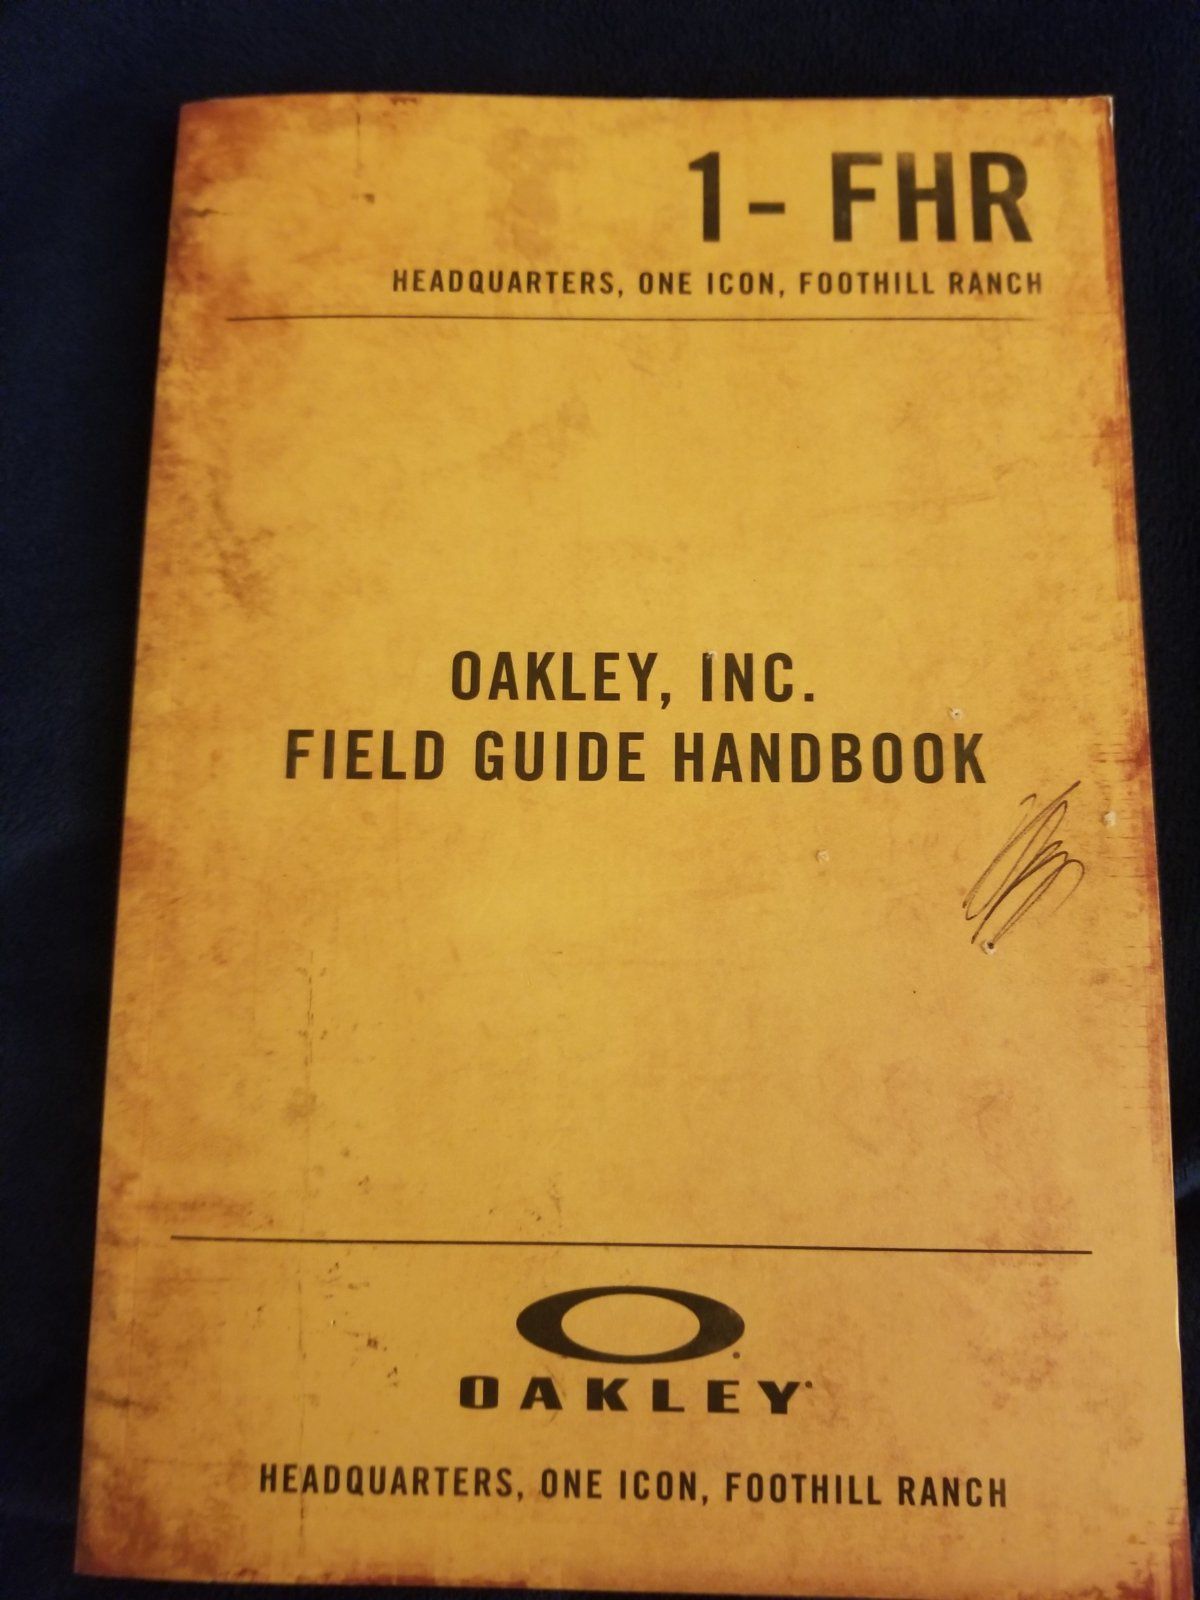 1- FHR
HEADQUARTERS, ONE ICON, FOOTHILL RANCH
OAKLEY, INC.
FIELD GUIDE HANDBOOK
OAKLEY
HEADQUARTERS, ONE ICON, FOOTHILL RANCH